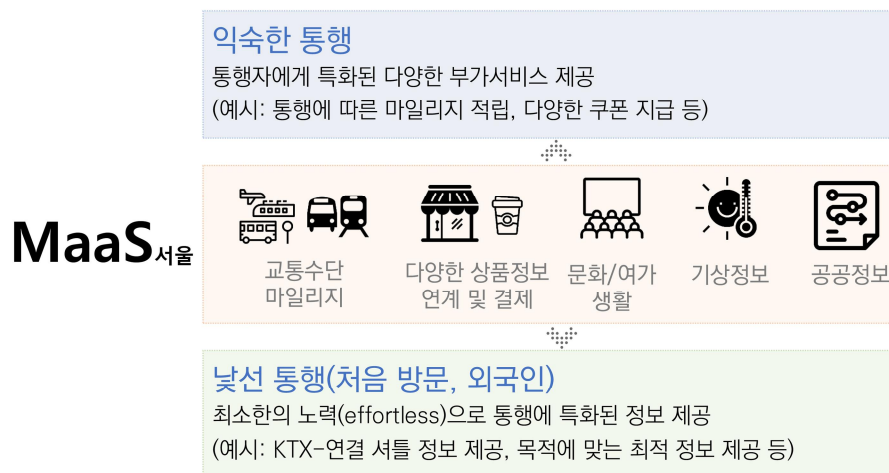 익숙한 통행
통행자에게 특화된 다양한 부가서비스 제공
(예시: 통행에 따른 마일리지 적립, 다양한 쿠폰 지급 등)
MaaS서울
교통수단
마일리지
다양한 상품정보
연계 및 결제
문화/여가
생활
기상정보
공공정보
낯선 통행(처음 방문, 외국인)
최소한의 노력(effortless)으로 통행에 특화된 정보 제공
(예시: KTX-연결 셔틀 정보 제공, 목적에 맞는 최적 정보 제공 등)